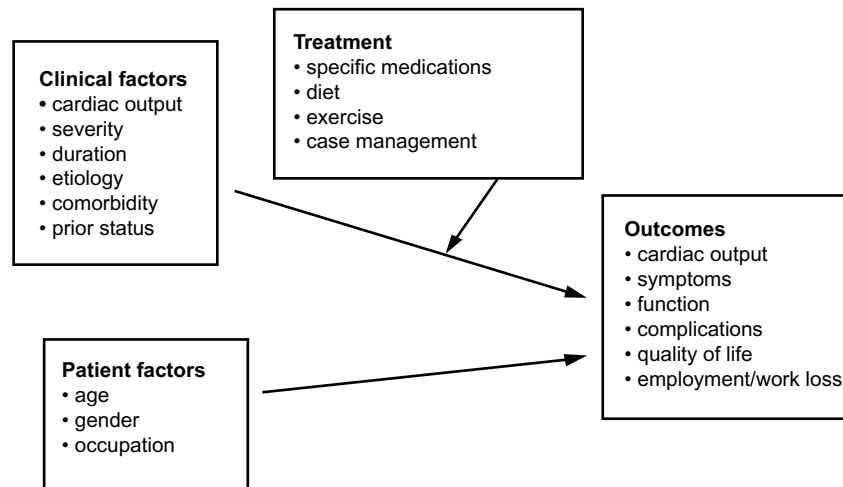 Clinical factors
• cardiac output
• severity
• duration
• etiology
• comorbidity
• prior status
Treatment
• specific medications
• diet
• exercise
• case management
Outcomes
• cardiac output
• symptoms
• function
• complications
• quality of life
• employment/work loss
Patient factors
• age
• gender
• occupation